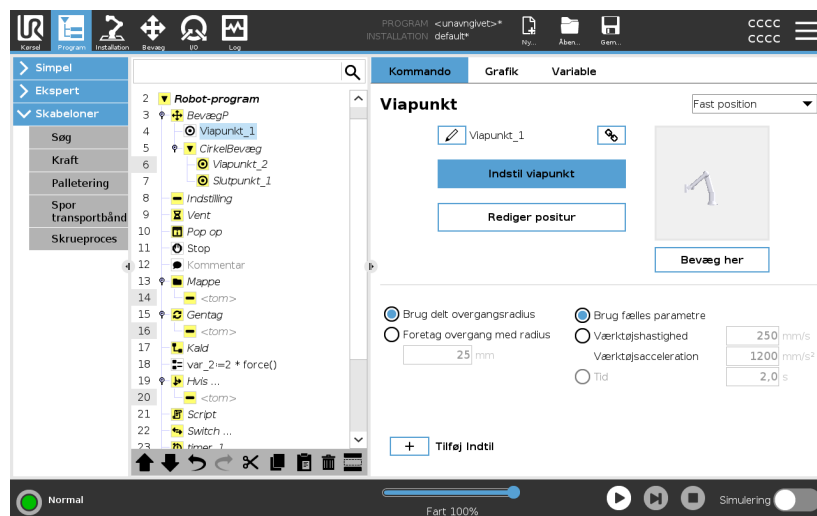 PROGRAM <unavngivet>*
INSTALLATION default*
UR
Kørsel
Program
Installation
Bevæg
I/O
Log
Ny...
Åben...
Gem...
CCCC
CCCC
Simpel
Ekspert
Skabeloner
Søg
Kraft
Palletering
Spor
transportbånd
Skrueproces
2 Robot-program
3 BevægP
4 Viapunkt_1
5 CirkelBevæg
6 Viapunkt_2
7 Slutpunkt_1
8 Indstilling
9 Vent
10 Pop op
11 Stop
12 Kommentar
13 Mappe
14 <tom>
15 Gentag
16 <tom>
17 Kald
18 var_2≔2 * force()
19 Hvis ...
20 <tom>
21 Script
22 Switch ...
23 timer_1
Kommando Grafik Variable
Viapunkt
Fast position
Viapunkt_1
Indstil viapunkt
Rediger positur
Bevæg her
Brug delt overgangsradius
Foretag overgang med radius
25 mm
Brug fælles parametre
Værktøjshastighed 250 mm/s
Værktøjsacceleration 1200 mm/s²
Tid 2,0 s
Tilføj Indtil
Normal
Fart 100%
Simulering